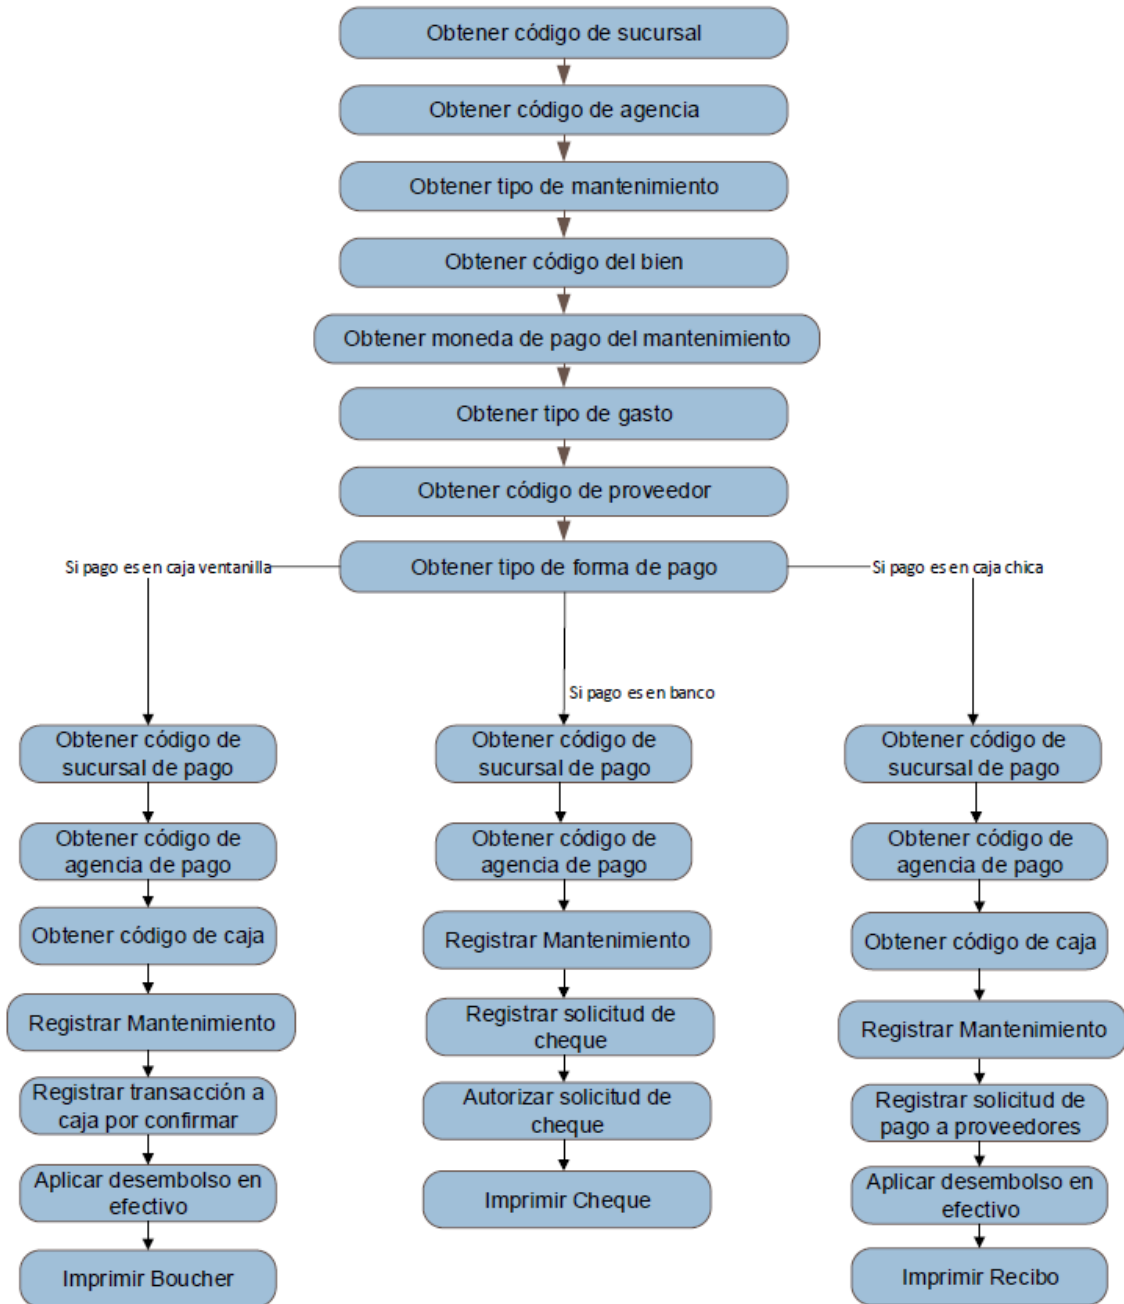 Obtener código de sucursal
Obtener código de agencia
Obtener tipo de mantenimiento
Obtener código del bien
Obtener moneda de pago del mantenimiento
Obtener tipo de gasto
Obtener código de proveedor
Obtener tipo de forma de pago
Si pago es en caja ventanilla
Obtener código de
sucursal de pago
Obtener código de
agencia de pago
Obtener código de caja
Registrar Mantenimiento
Registrar transacción a
caja por confirmar
Aplicar desembolso en
efectivo
Imprimir Boucher
Si pago es en banco
Obtener código de
sucursal de pago
Obtener código de
agencia de pago
Registrar Mantenimiento
Registrar solicitud de
cheque
Autorizar solicitud de
cheque
Imprimir Cheque
Si pago es en caja chica
Obtener código de
sucursal de pago
Obtener código de
agencia de pago
Obtener código de caja
Registrar Mantenimiento
Registrar solicitud de
pago a proveedores
Aplicar desembolso en
efectivo
Imprimir Recibo